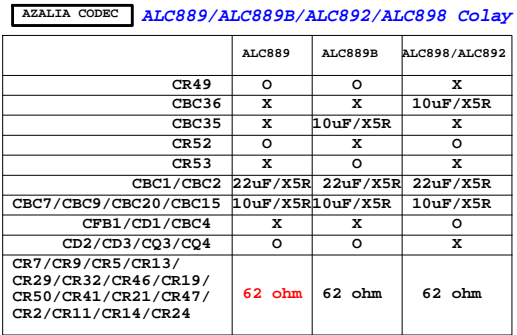 AZALIA CODEC ALC889/ALC889B/ALC892/ALC898 Colay
ALC889 ALC889B ALC898/ALC892
CR49 O O X
CBC36 X X 10uF/X5R
CBC35 X 10uF/X5R X
CR52 O X O
CR53 X O X
CBC1/CBC2 22uF/X5R 22uF/X5R 22uF/X5R
CBC7/CBC9/CBC20/CBC15 10uF/X5R 10uF/X5R 10uF/X5R
CFB1/CD1/CBC4 X X O
CD2/CD3/CQ3/CQ4 O O X
CR7/CR9/CR5/CR13/
CR29/CR32/CR46/CR19/
CR50/CR41/CR21/CR47/ 62 ohm 62 ohm 62 ohm
CR2/CR11/CR14/CR24